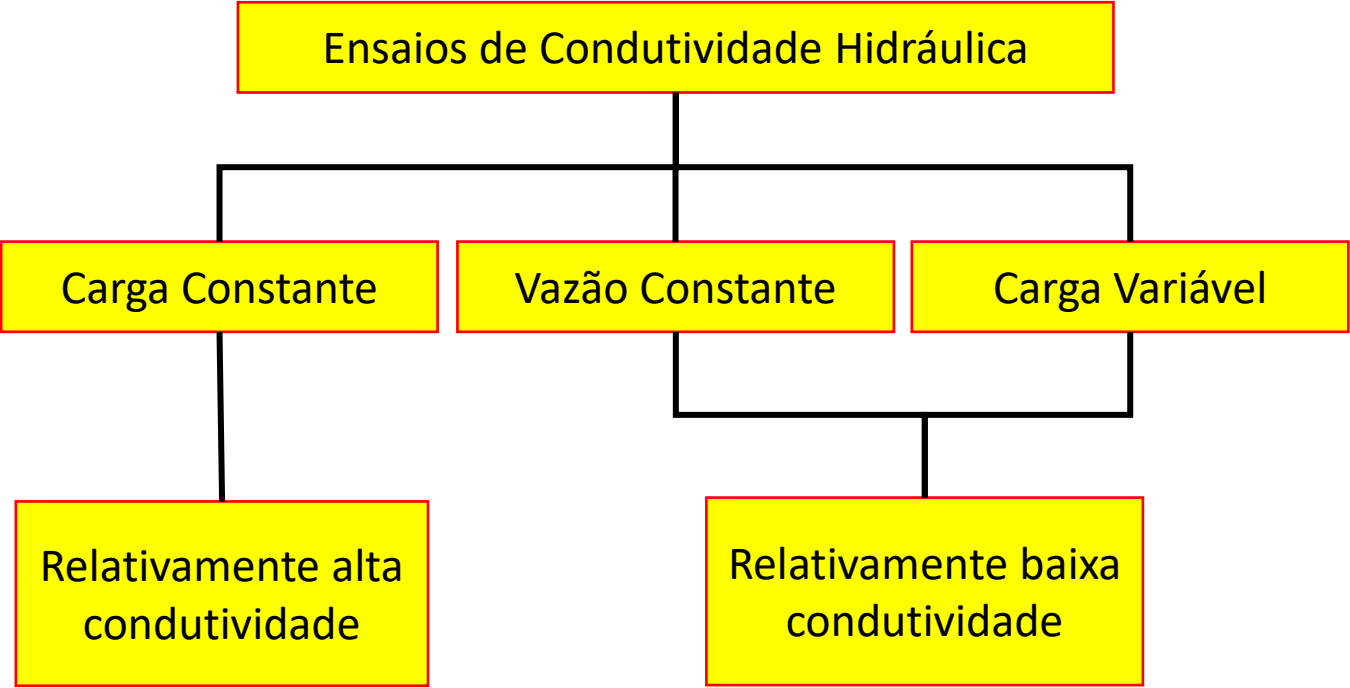 Ensaios de Condutividade Hidráulica
Carga Constante
Vazão Constante
Carga Variável
Relativamente alta
condutividade
Relativamente baixa
condutividade